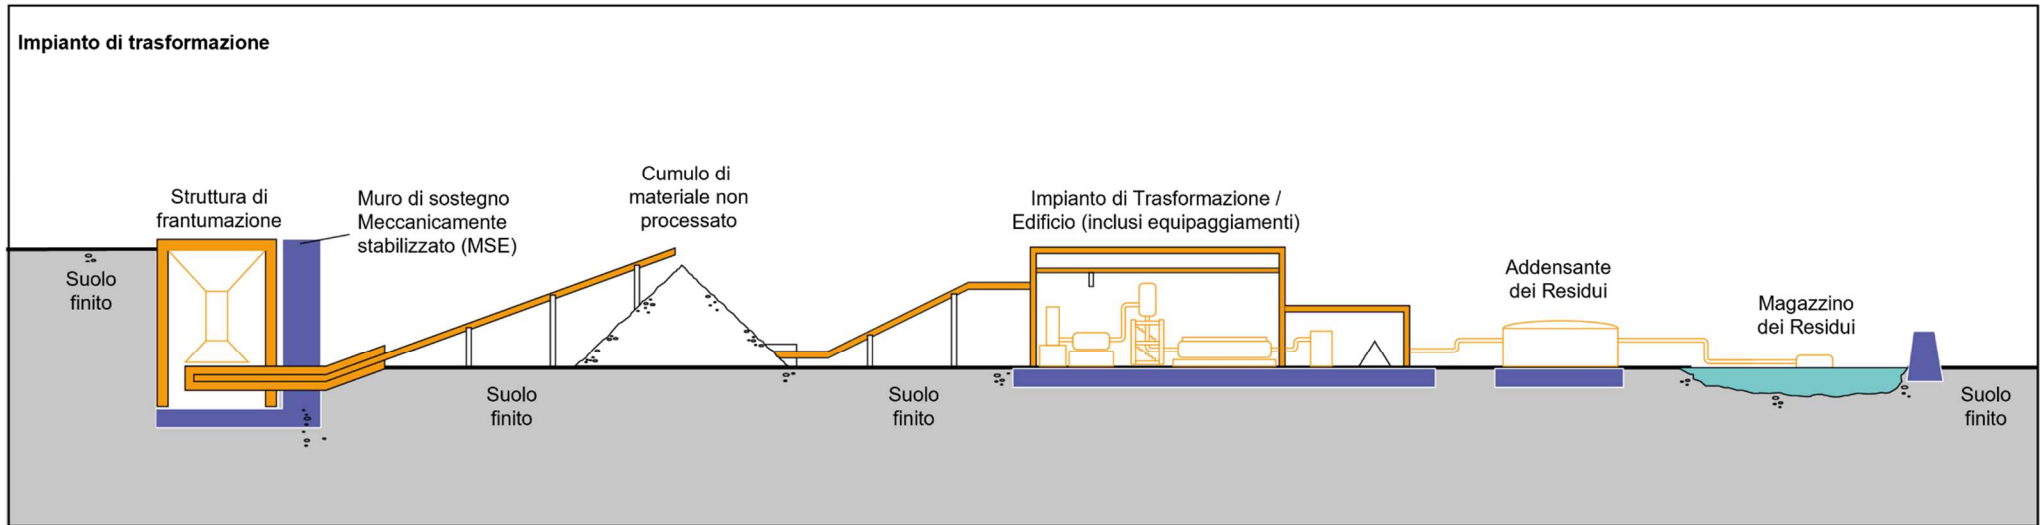 Impianto di trasformazione
Struttura di
frantumazione
Muro di sostegno
Meccanicamente
stabilizzato (MSE)
Cumulo di
materiale non
processato
Impianto di Trasformazione /
Edificio (inclusi equipaggiamenti)
Addensante
dei Residui
Magazzino
dei Residui
Suolo
finito
Suolo
finito
Suolo
finito
Suolo
finito